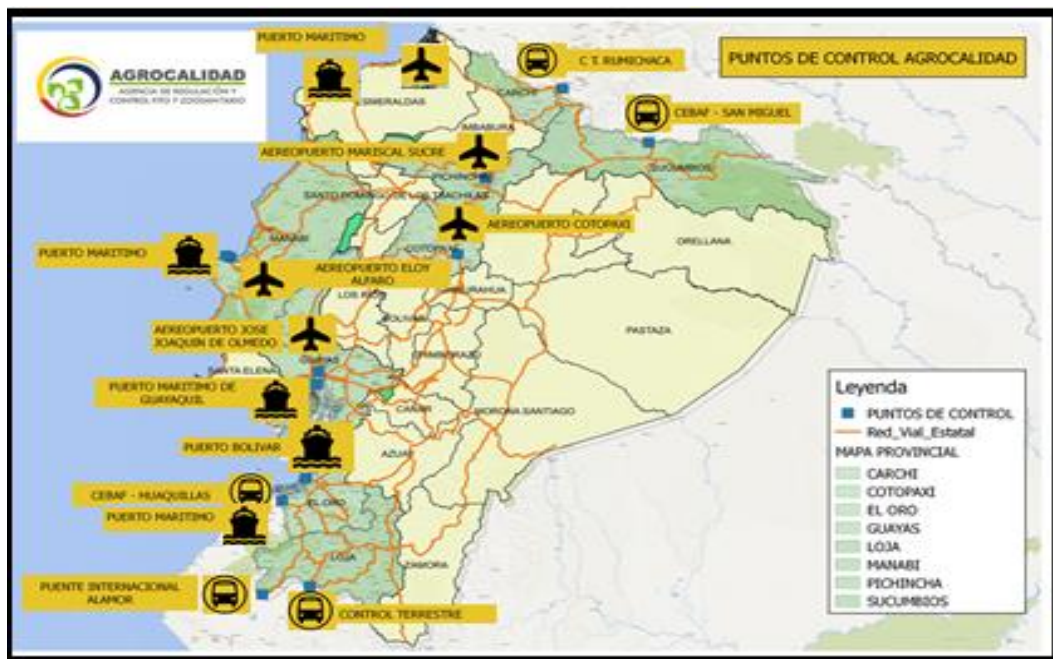 PUERTO MARITIMO
AGROCALIDAD
AGENCIA DE REGULACIÓN Y
CONTROL FITO Y ZOOSANITARIO
C T. RUMICHACA
PUNTOS DE CONTROL AGROCALIDAD
ESMERALDAS
CARCHI
CEBAF - SAN MIGUEL
IMBABURA
AEREOPUERTO MARISCAL SUCRE
PICHINCHA
SUCUMBIOS
SANTO DOMINGO DE LOS TSACHILAS
AEREOPUERTO COTOPAXI
MANABI
COTOPAXI
ORELLANA
PUERTO MARITIMO
AEREOPUERTO ELOY
ALFARO
LOS RIOS
URAHUA
BOLIVAR
PASTAZA
AEREOPUERTO JOSE
JOAQUIN DE OLMEDO
CHIMBORAZO
GUAYAS
SANTA ELENA
PUERTO MARITIMO DE
GUAYAQUIL
CAÑAR
MORONA SANTIAGO
PUERTO BOLIVAR
AZUAY
CEBAF - HUAQUILLAS
EL ORO
PUERTO MARITIMO
LOJA
ZAMORA
PUENTE INTERNACIONAL
ALAMOR
CONTROL TERRESTRE
Leyenda
PUNTOS DE CONTROL
Red_Vial_Estatal
MAPA PROVINCIAL
CARCHI
COTOPAXI
EL ORO
GUAYAS
LOJA
MANABI
PICHINCHA
SUCUMBIOS